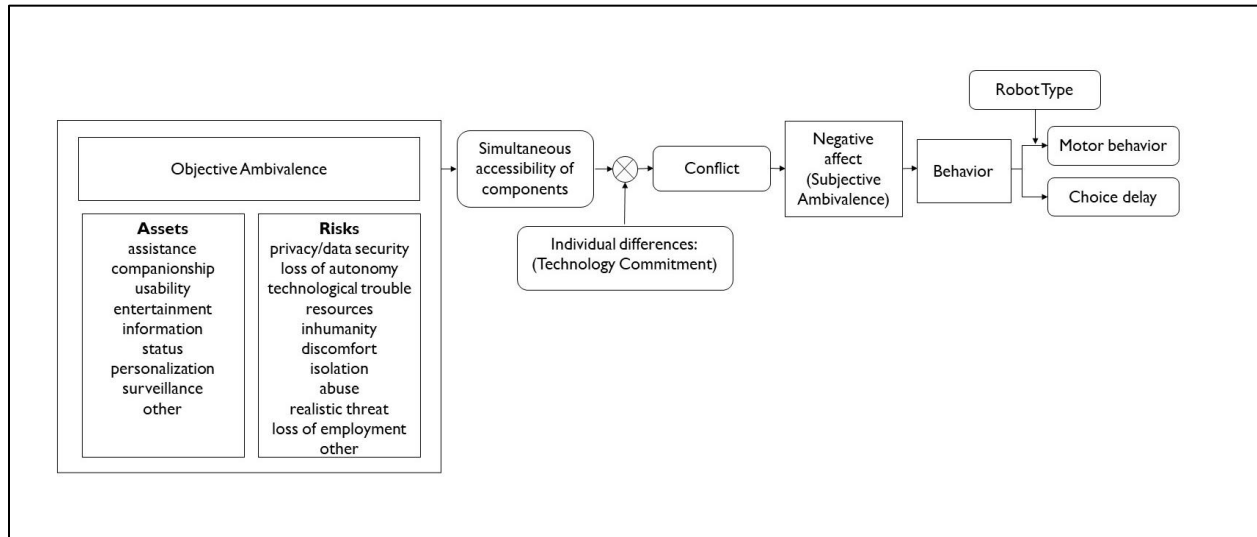 Objective Ambivalence
Assets
assistance
companionship
usability
entertainment
information
status
personalization
surveillance
other
Risks
privacy/data security
loss of autonomy
technological trouble
resources
inhumanity
discomfort
isolation
abuse
realistic threat
loss of employment
other
Simultaneous
accessibility of
components
Individual differences:
(Technology Commitment)
Conflict
Negative
affect
(Subjective
Ambivalence)
Behavior
Robot Type
Motor behavior
Choice delay